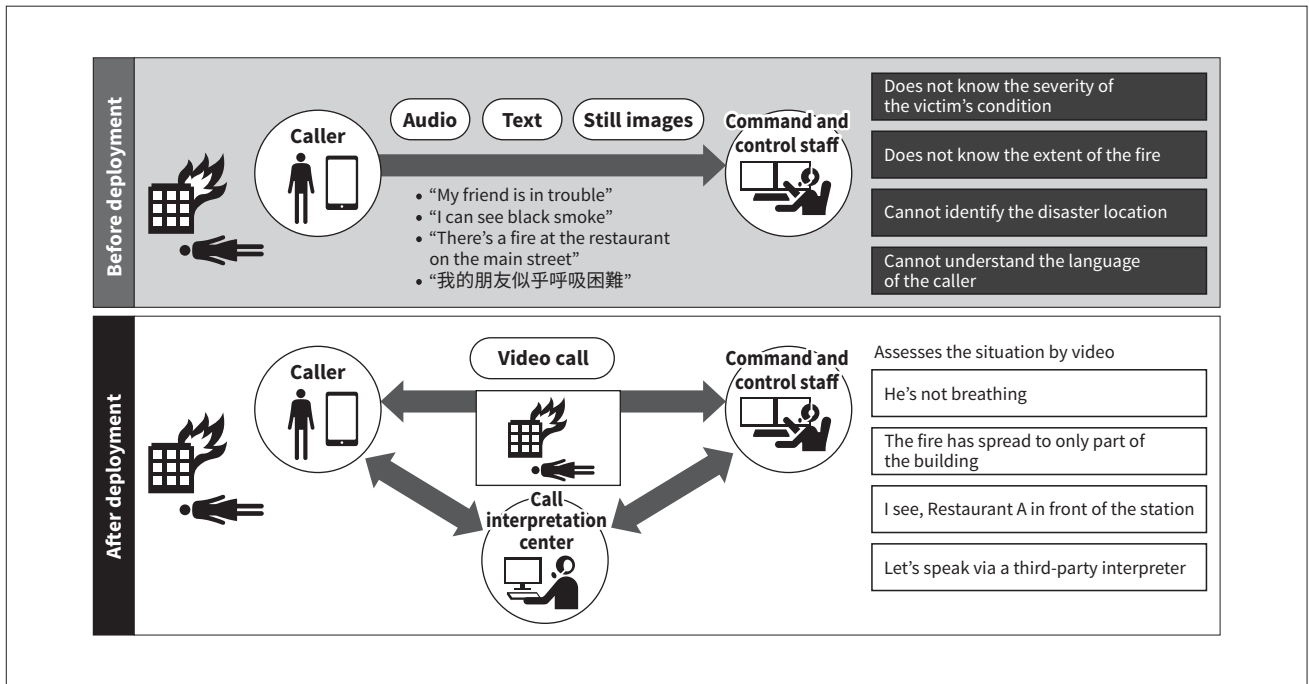 Before deployment
Caller
Audio
Text
Still images
Command and
control staff
• “My friend is in trouble”
• “I can see black smoke”
• “There’s a fire at the restaurant
on the main street”
• “我的朋友似乎呼吸困難”
Does not know the severity of
the victim’s condition
Does not know the extent of the fire
Cannot identify the disaster location
Cannot understand the language
of the caller
After deployment
Caller
Video call
Command and
control staff
Call
interpretation
center
Assesses the situation by video
He’s not breathing
The fire has spread to only part of
the building
I see, Restaurant A in front of the station
Let’s speak via a third-party interpreter